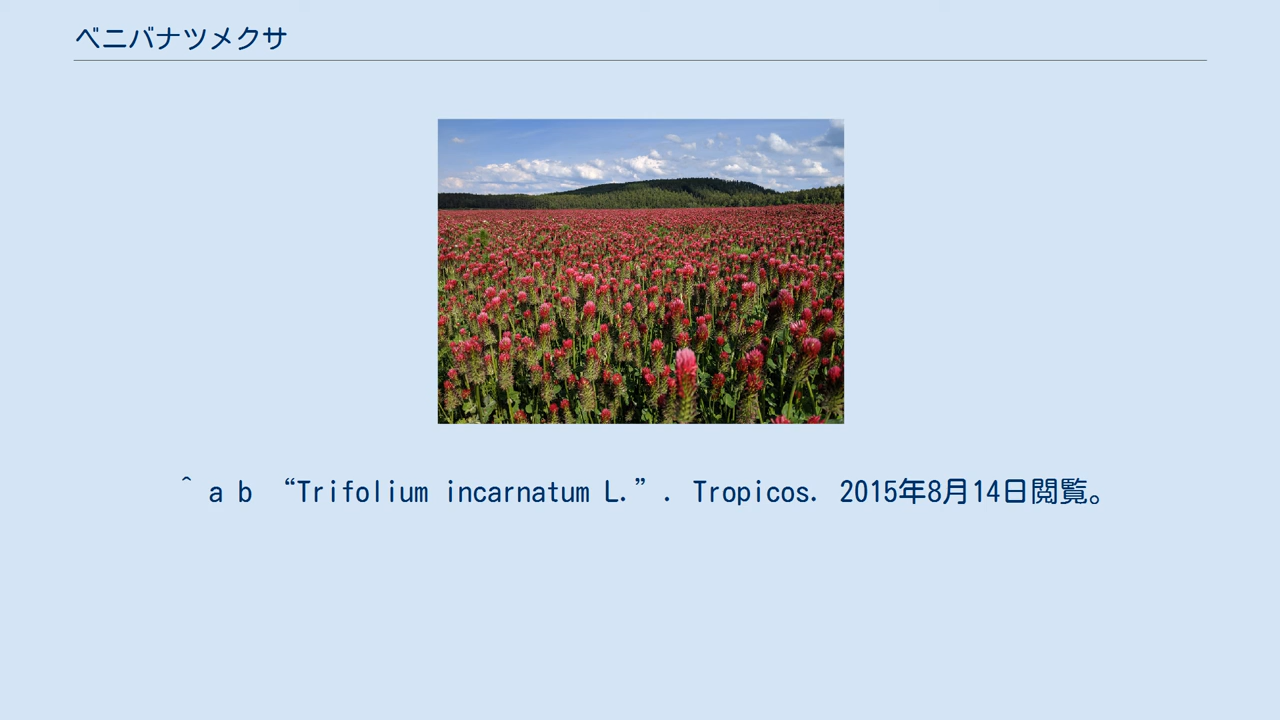 ベニバナツメクサ
^ a b “Trifolium incarnatum L.”. Tropicos. 2015年8月14日閲覧。